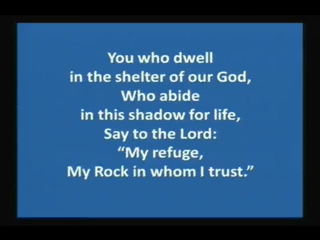 You who dwell
in the shelter of our God,
Who abide
in this shadow for life,
Say to the Lord:
“My refuge,
My Rock in whom I trust.”